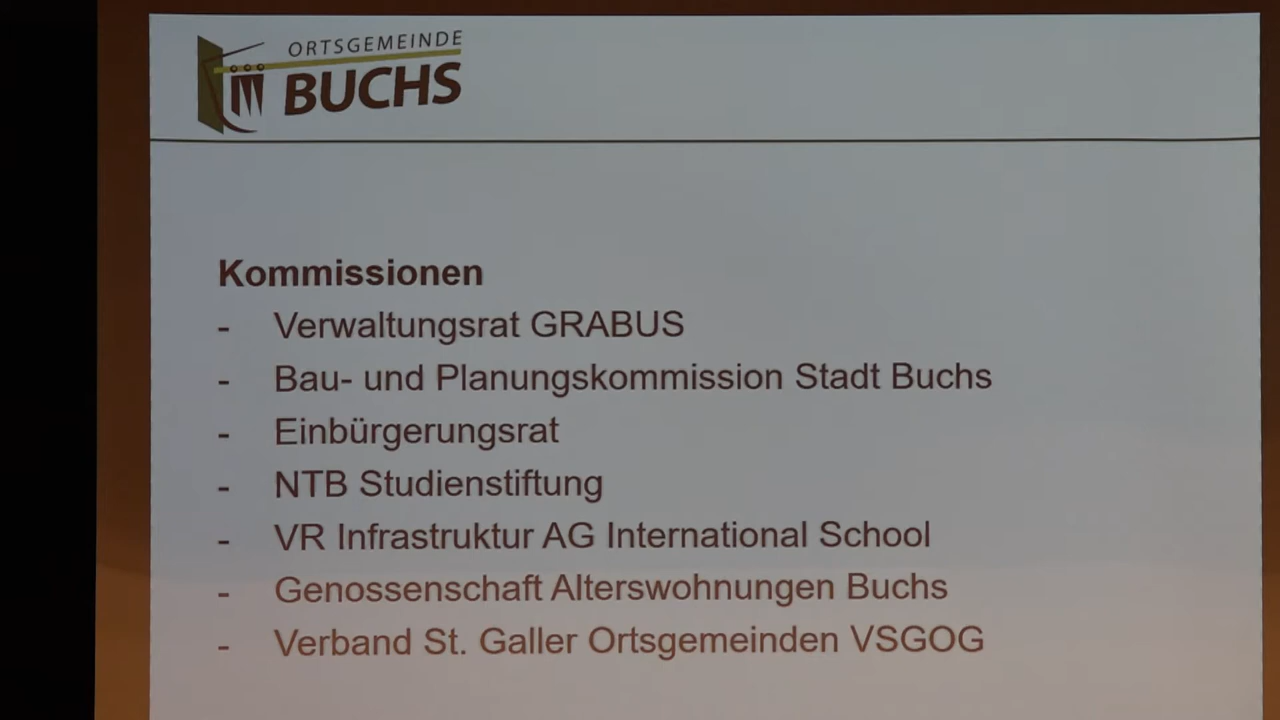 ORTSGEMEINDE
BUCHS
Kommissionen
- Verwaltungsrat GRABUS
- Bau- und Planungskommission Stadt Buchs
- Einbürgerungsrat
- NTB Studienstiftung
- VR Infrastruktur AG International School
- Genossenschaft Alterswohnungen Buchs
- Verband St. Galler Ortsgemeinden VSGOG